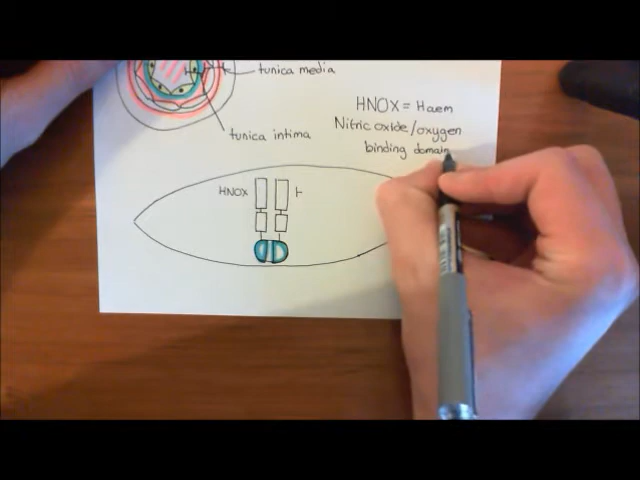 tunica media
HNOX = Haem
Nitric oxide/oxygen
tunica intima
binding domain
HNOX
H